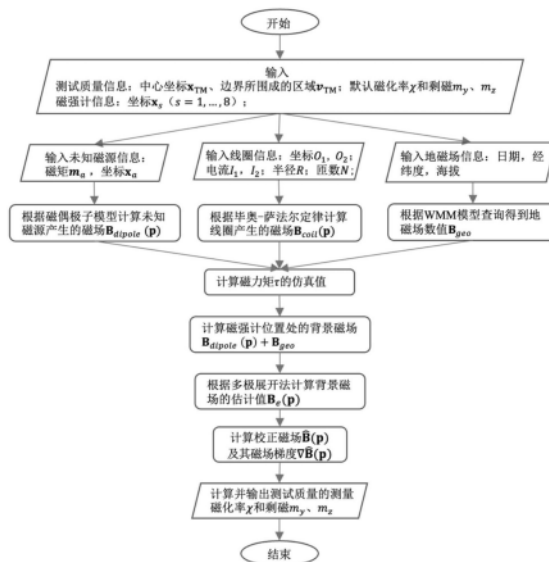 开始
输入
测试质量信息：中心坐标x_TM、边界所围成的区域v_TM；默认磁化率χ和剩磁m_y、m_z
磁强计信息：坐标x_s（s = 1, …, 8）；
输入未知磁源信息：
磁矩m_a，坐标x_a
输入线圈信息：坐标O_1, O_2；
电流I_1, I_2；半径R；匝数N；
输入地磁场信息：日期，经
纬度，海拔
根据磁偶极子模型计算未知
磁源产生的磁场B_dipole(p)
根据毕奥-萨法尔定律计算
线圈产生的磁场B_coil(p)
根据WMM模型查询得到地
磁场数值B_geo
计算磁力矩τ的仿真值
计算磁强计位置处的背景磁场
B_dipole(p) + B_geo
根据多极展开法计算背景磁
场的估计值B_e(p)
计算校正磁场B̂(p)
及其磁场梯度∇B̂(p)
计算并输出测试质量的测量
磁化率χ和剩磁m_y、m_z
结束